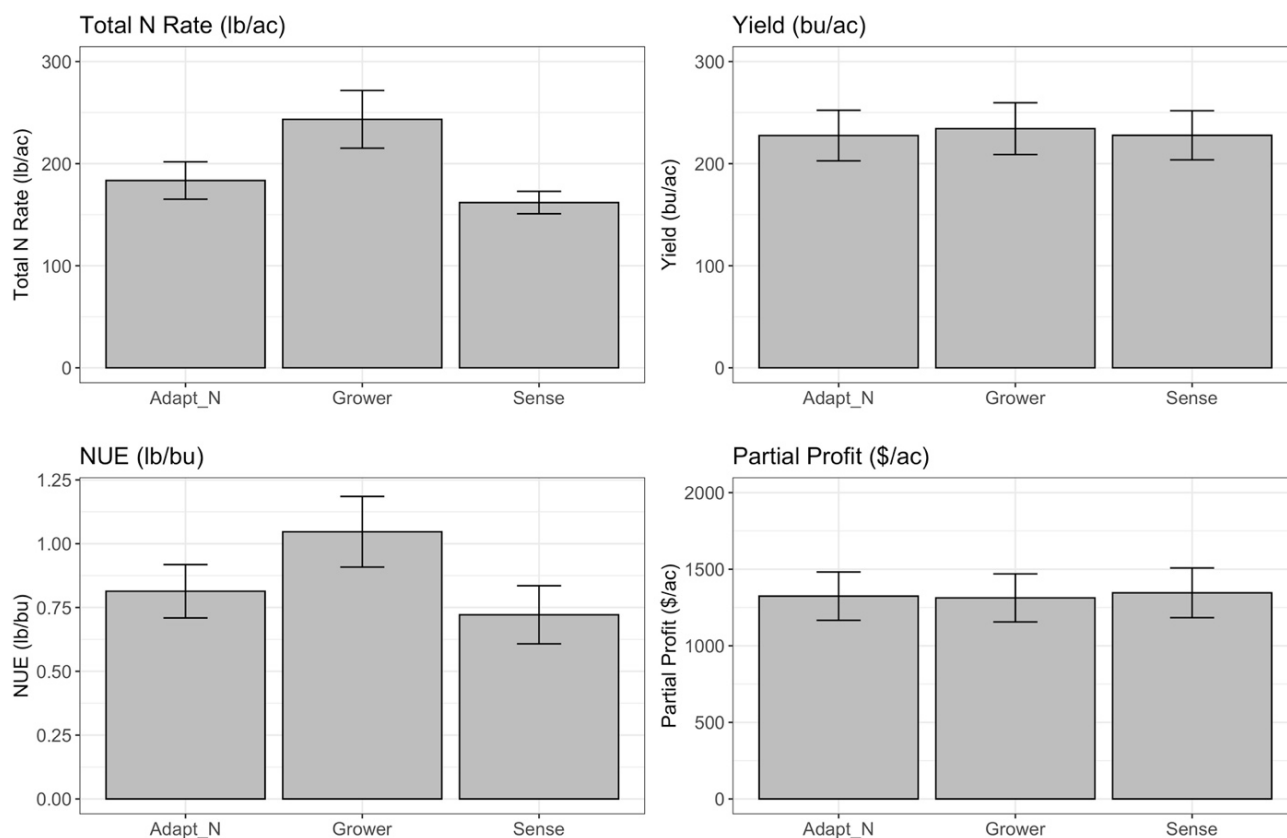 Total N Rate (lb/ac)
Total N Rate (lb/ac)
300
200
100
0
Adapt_N Grower Sense
Yield (bu/ac)
Yield (bu/ac)
300
200
100
0
Adapt_N Grower Sense
NUE (lb/bu)
NUE (lb/bu)
1.25
1.00
0.75
0.50
0.25
0.00
Adapt_N Grower Sense
Partial Profit ($/ac)
Partial Profit ($/ac)
2000
1500
1000
500
0
Adapt_N Grower Sense